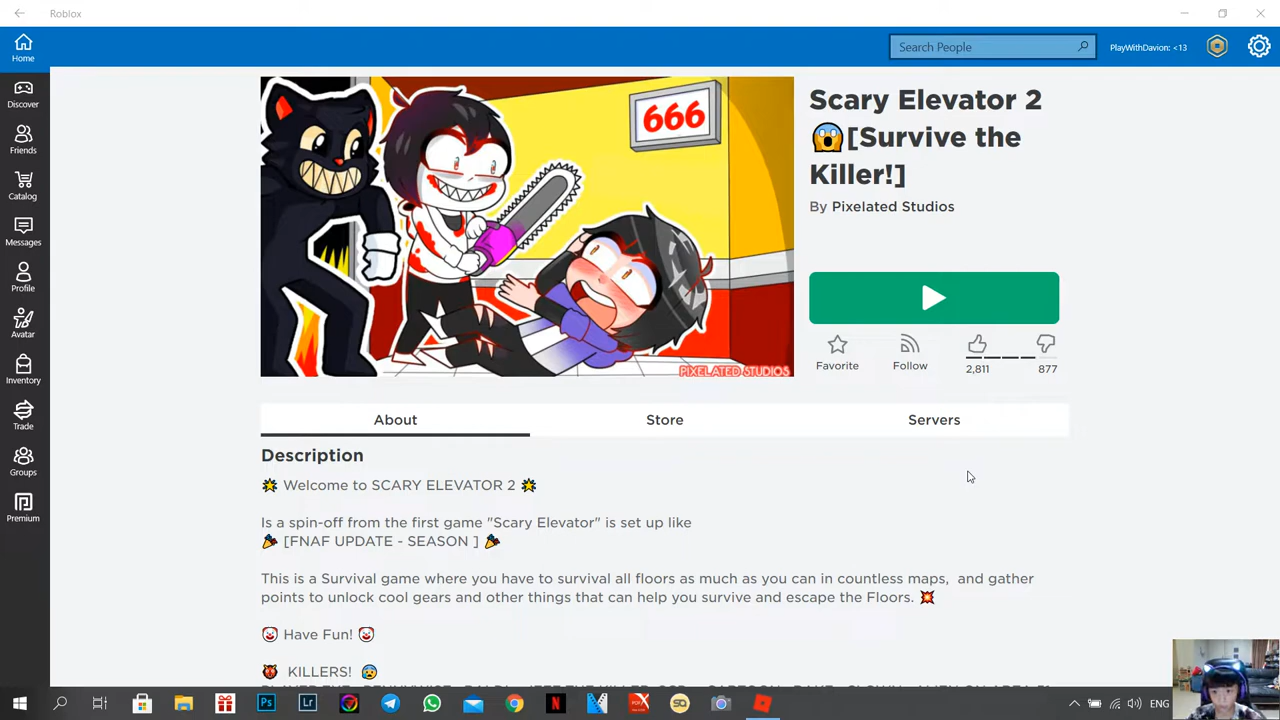 Roblox
Home
Search People
PlayWithDavion: <13
Discover
Friends
Catalog
Messages
Profile
Avatar
Inventory
Trade
Groups
Premium
666
PIXELATED STUDIOS
Scary Elevator 2
😱[Survive the
Killer!]
By Pixelated Studios
Favorite
Follow
2,811
877
About
Store
Servers
Description
🌟 Welcome to SCARY ELEVATOR 2 🌟
Is a spin-off from the first game "Scary Elevator" is set up like
🎉 [FNAF UPDATE - SEASON ] 🎉
This is a Survival game where you have to survival all floors as much as you can in countless maps, and gather
points to unlock cool gears and other things that can help you survive and escape the Floors. 💥
🤡 Have Fun! 🤡
👹 KILLERS! 😰
Ps
Lr
ENG